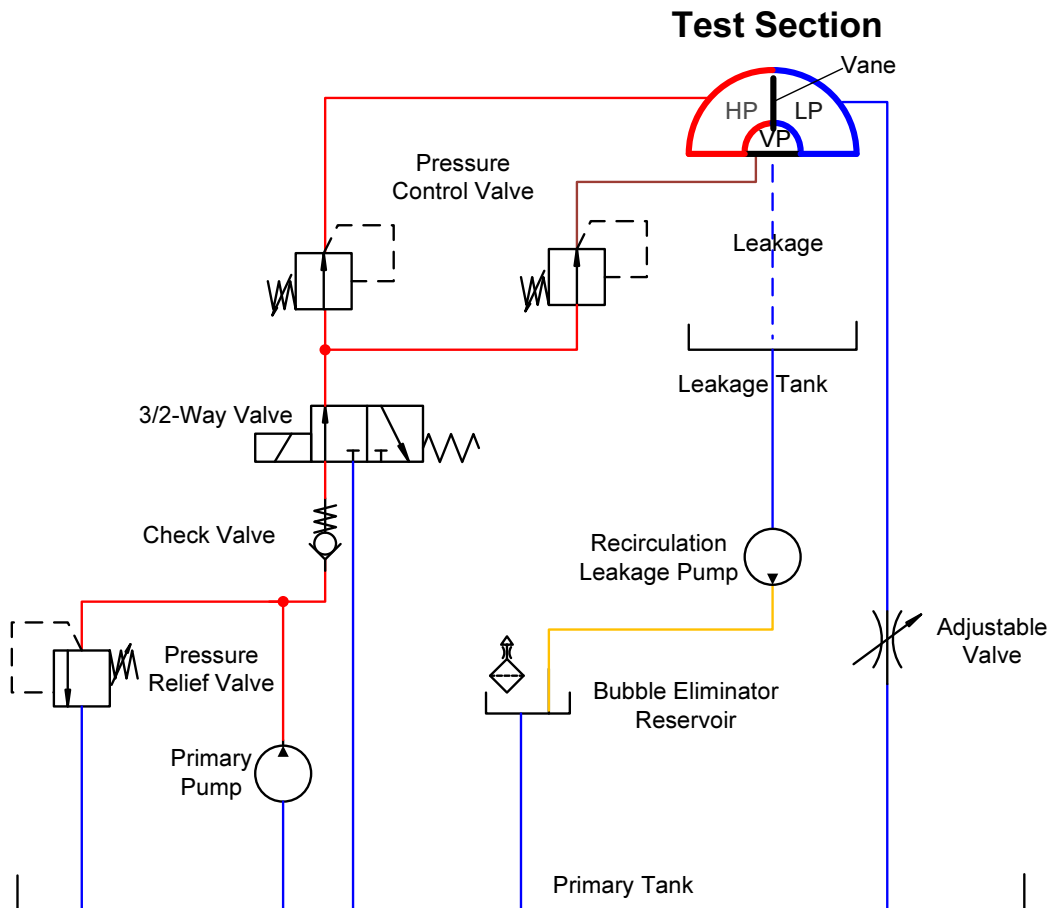 Test Section
Vane
HP
LP
VP
Pressure
Control Valve
Leakage
Leakage Tank
3/2-Way Valve
Check Valve
Recirculation
Leakage Pump
Adjustable
Valve
Pressure
Relief Valve
Bubble Eliminator
Reservoir
Primary
Pump
Primary Tank